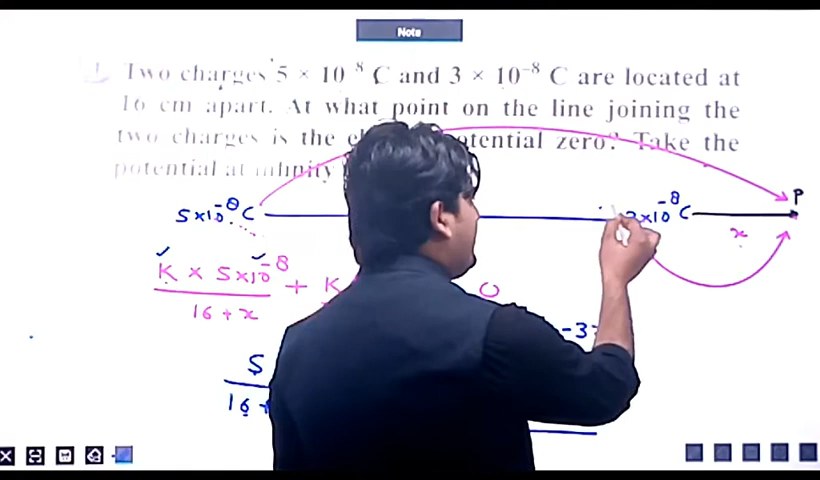 Note
1. Two charges 5 × 10⁻⁸ C and 3 × 10⁻⁸ C are located at
16 cm apart. At what point on the line joining the
two charges is the potential zero? Take the
potential at infinity
5×10⁻⁸ C ×10⁻⁸ C P
x
K × 5×10⁻⁸ + K 0
16 + x
-3
5
16 +